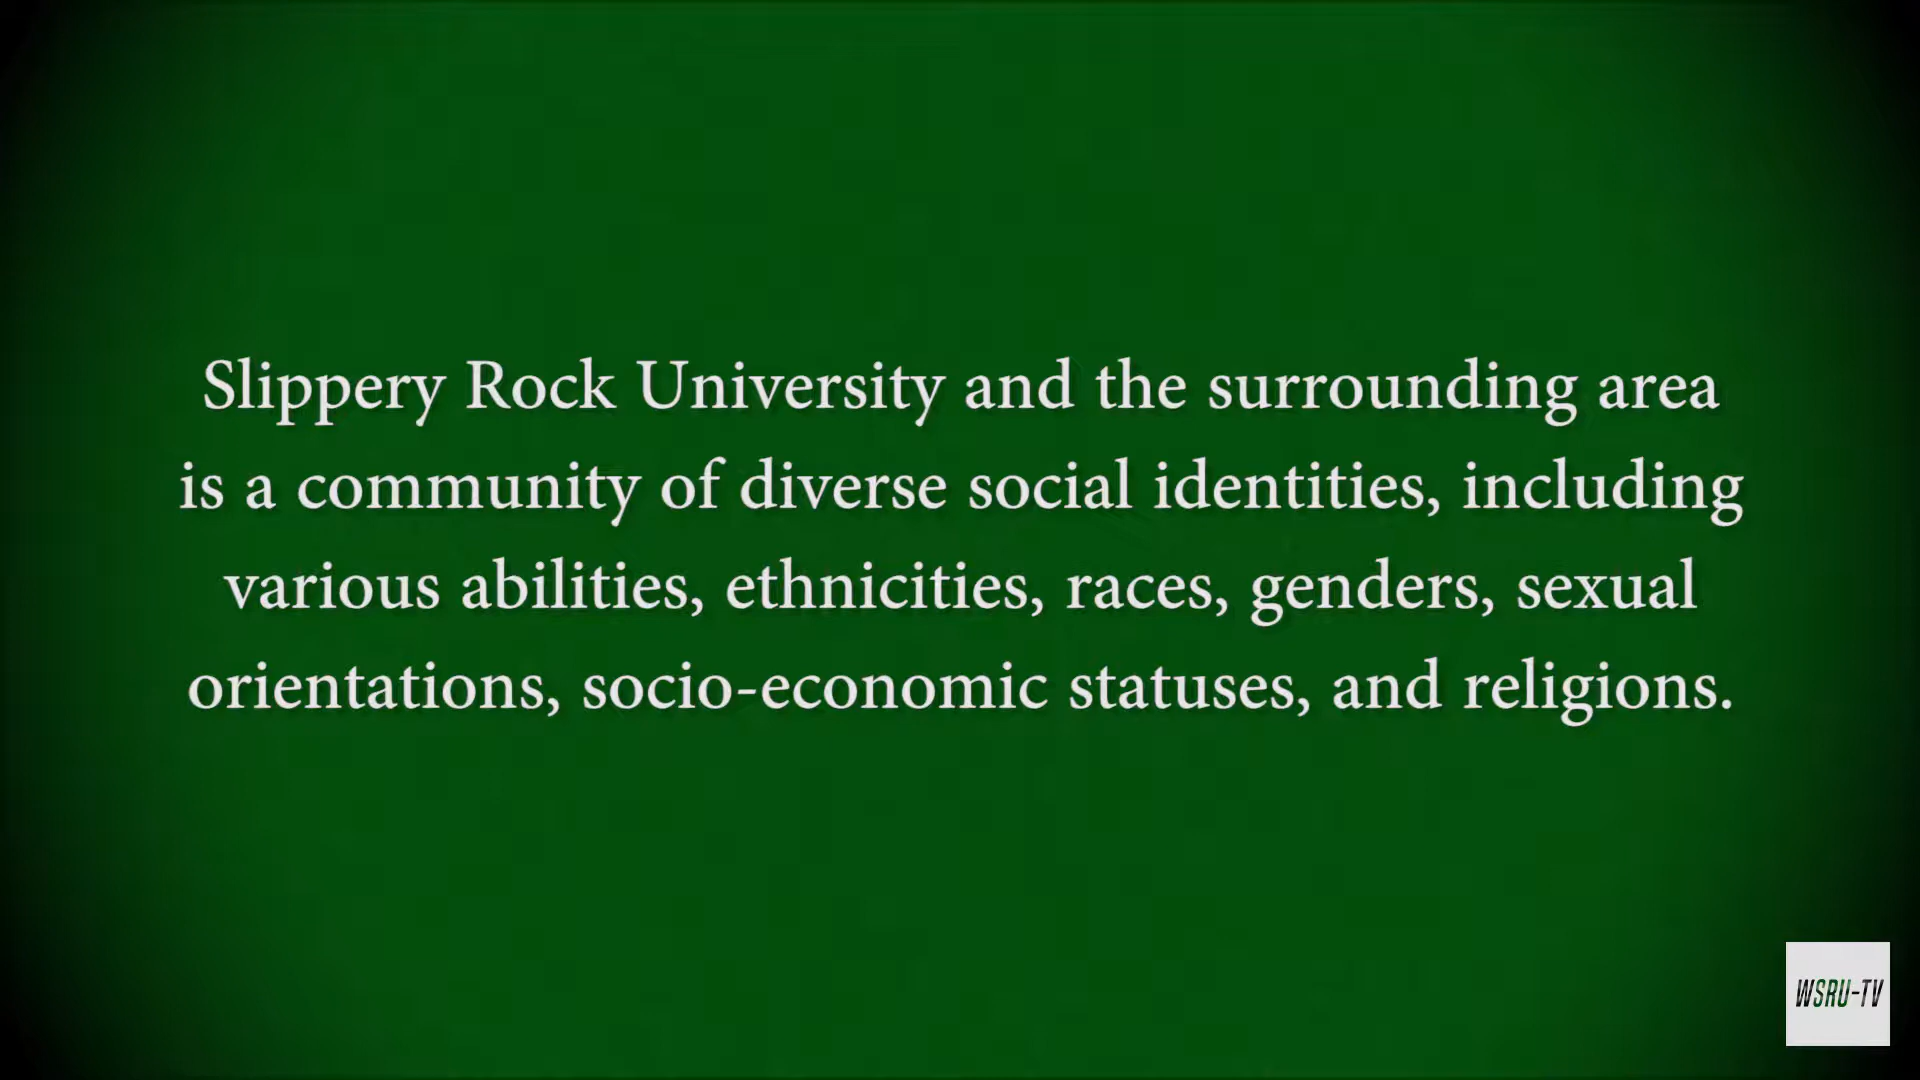 Slippery Rock University and the surrounding area
is a community of diverse social identities, including
various abilities, ethnicities, races, genders, sexual
orientations, socio-economic statuses, and religions.
WSRU-TV